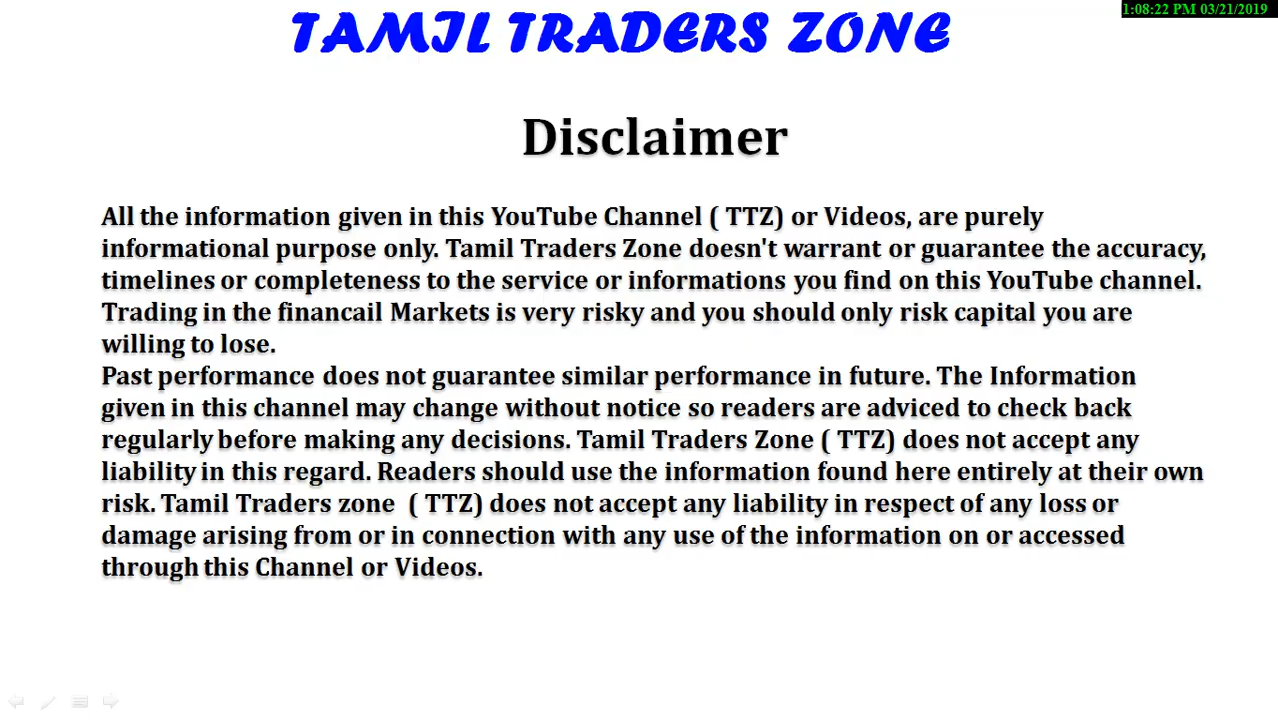 TAMIL TRADERS ZONE
1:08:22 PM 03/21/2019
Disclaimer
All the information given in this YouTube Channel ( TTZ) or Videos, are purely
informational purpose only. Tamil Traders Zone doesn't warrant or guarantee the accuracy,
timelines or completeness to the service or informations you find on this YouTube channel.
Trading in the financail Markets is very risky and you should only risk capital you are
willing to lose.
Past performance does not guarantee similar performance in future. The Information
given in this channel may change without notice so readers are adviced to check back
regularly before making any decisions. Tamil Traders Zone ( TTZ) does not accept any
liability in this regard. Readers should use the information found here entirely at their own
risk. Tamil Traders zone  ( TTZ) does not accept any liability in respect of any loss or
damage arising from or in connection with any use of the information on or accessed
through this Channel or Videos.